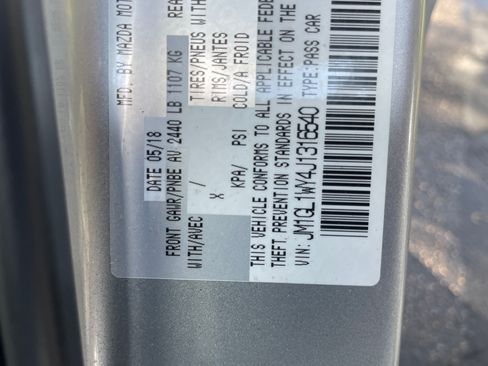 MFD. BY MAZDA MOT
DATE 05/18
FRONT GAWR/PNBE AV 2440 LB 1107 KG REA
WITH/AVEC - TIRES/PNEUS WITH
X / RIMS/JANTES
KPA/ PSI COLD/A FROID
THIS VEHICLE CONFORMS TO ALL APPLICABLE FEDE
THEFT PREVENTION STANDARDS IN EFFECT ON THE
VIN: JM1GL1WY4J1316540 TYPE:PASS CAR